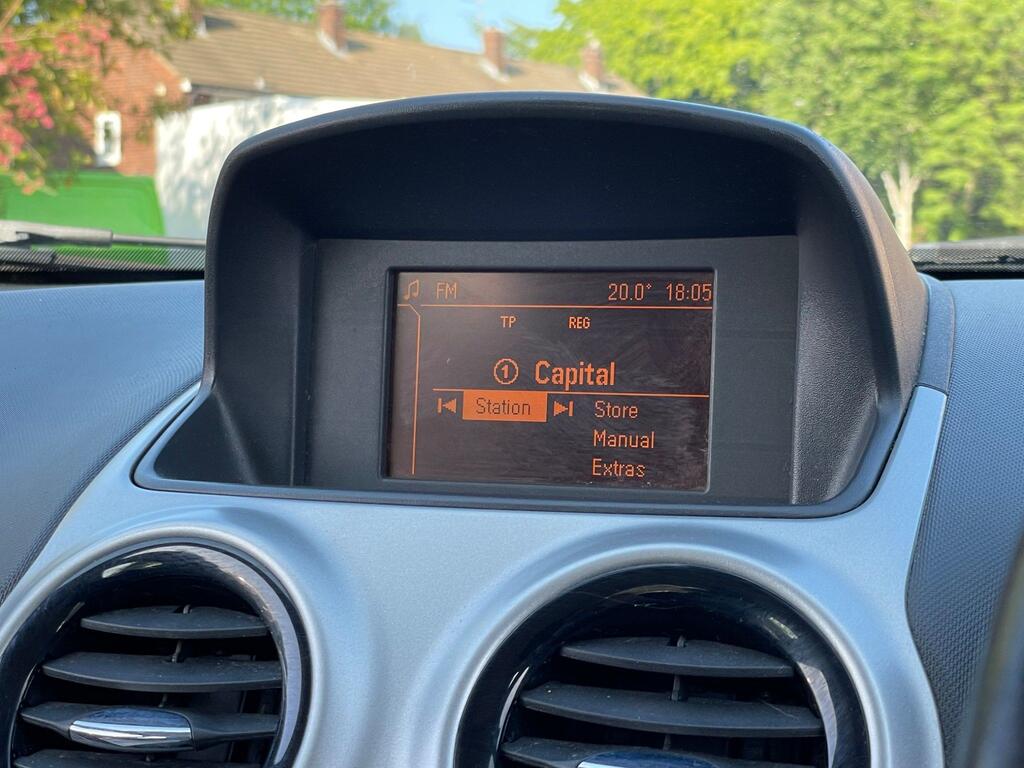 FM 20.0° 18:05
TP REG
1 Capital
Station Store
Manual
Extras